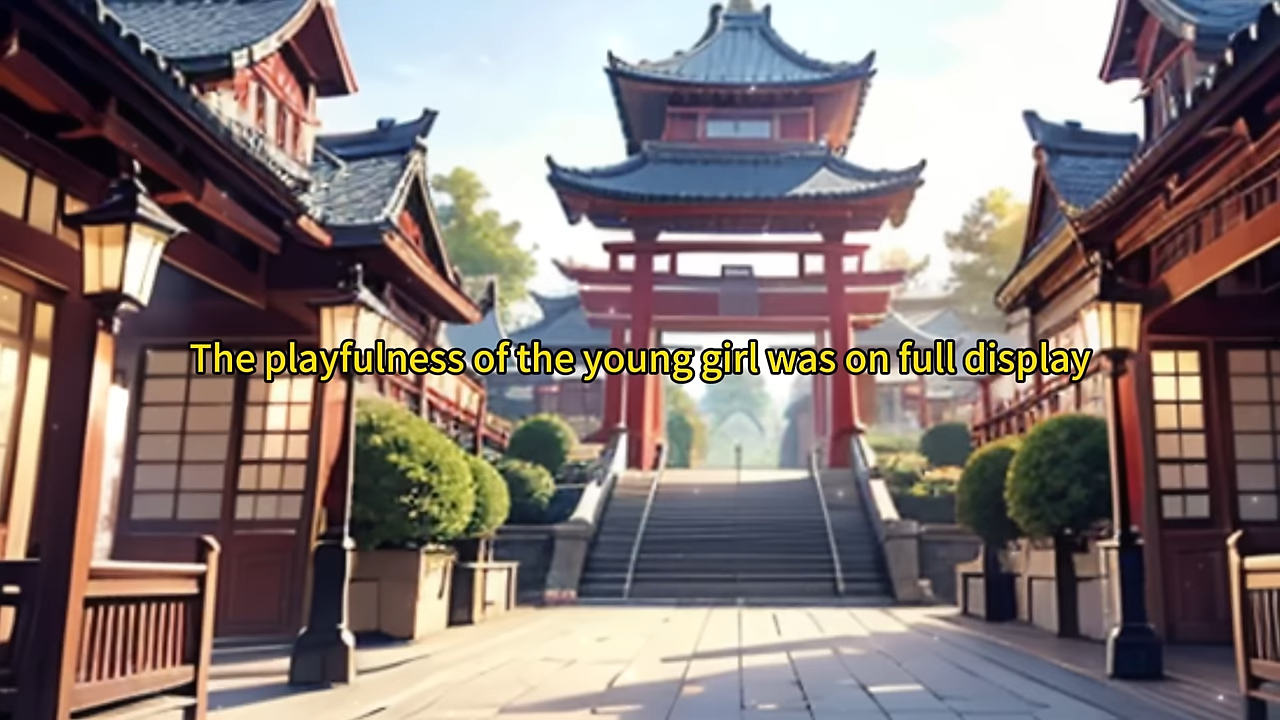 The playfulness of the young girl was on full display